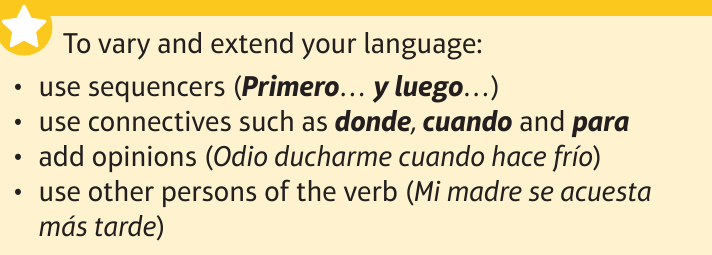 To vary and extend your language:
• use sequencers (Primero… y luego…)
• use connectives such as donde, cuando and para
• add opinions (Odio ducharme cuando hace frío)
• use other persons of the verb (Mi madre se acuesta
más tarde)